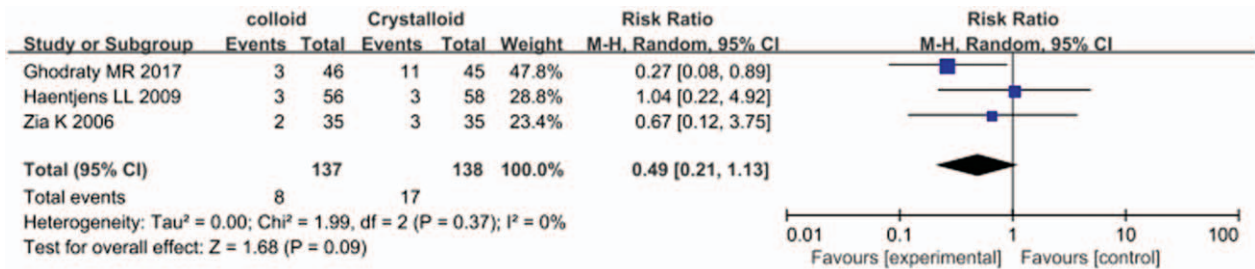 colloid Crystalloid Risk Ratio Risk Ratio
Study or Subgroup Events Total Events Total Weight M-H, Random, 95% CI M-H, Random, 95% CI
Ghodraty MR 2017 3 46 11 45 47.8% 0.27 [0.08, 0.89]
Haentjens LL 2009 3 56 3 58 28.8% 1.04 [0.22, 4.92]
Zia K 2006 2 35 3 35 23.4% 0.67 [0.12, 3.75]
Total (95% CI) 137 138 100.0% 0.49 [0.21, 1.13]
Total events 8 17
Heterogeneity: Tau² = 0.00; Chi² = 1.99, df = 2 (P = 0.37); I² = 0%
Test for overall effect: Z = 1.68 (P = 0.09)
0.01 0.1 1 10 100
Favours [experimental] Favours [control]